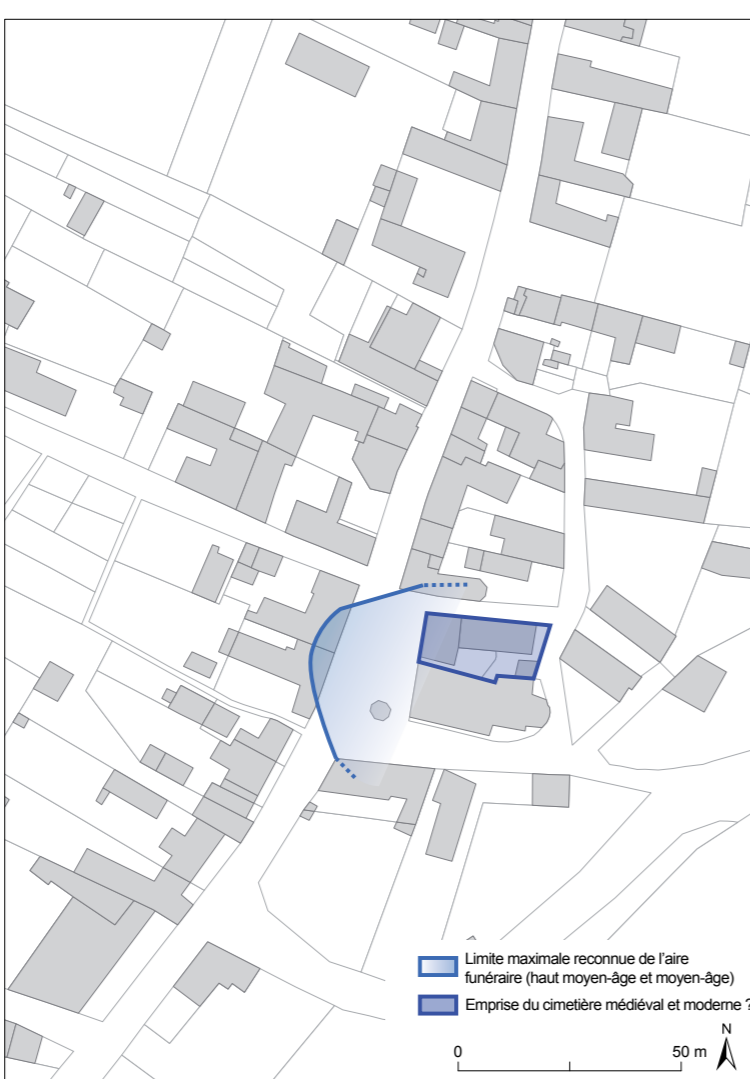 Limite maximale reconnue de l'aire
funéraire (haut moyen-âge et moyen-âge)
Emprise du cimetière médiéval et moderne ?
N
0 50 m